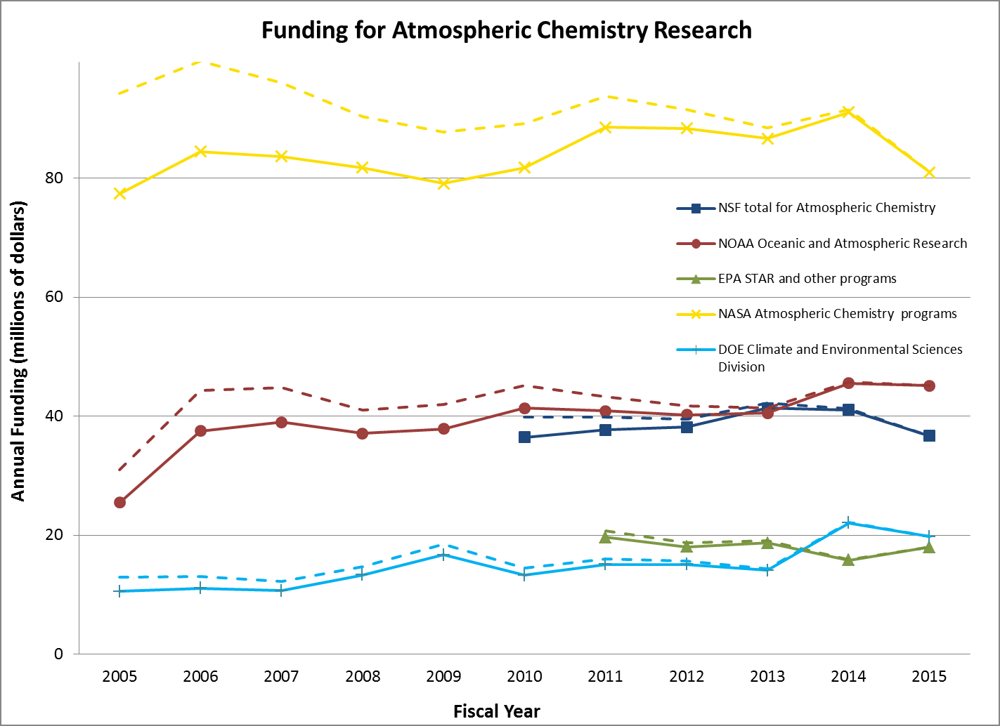 Funding for Atmospheric Chemistry Research
Annual Funding (millions of dollars)
80
60
40
20
0
NSF total for Atmospheric Chemistry
NOAA Oceanic and Atmospheric Research
EPA STAR and other programs
NASA Atmospheric Chemistry  programs
DOE Climate and Environmental Sciences
Division
2005 2006 2007 2008 2009 2010 2011 2012 2013 2014 2015
Fiscal Year